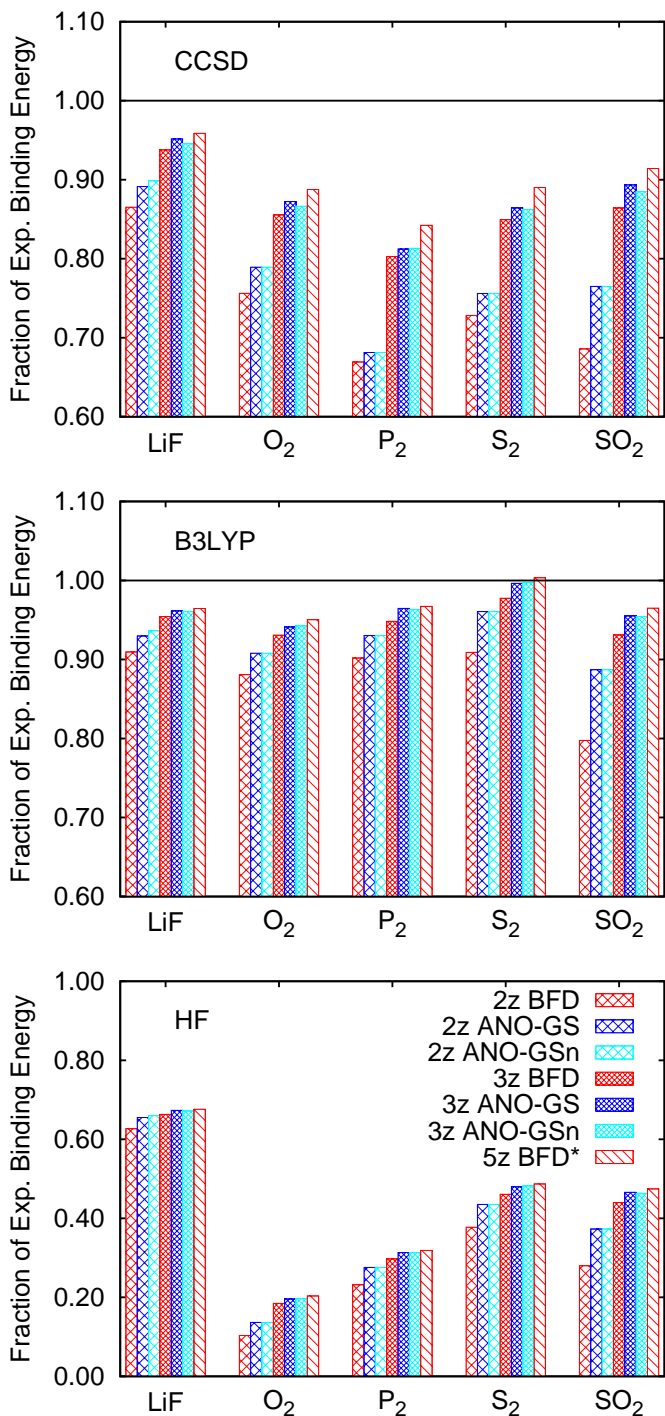 1.10
CCSD
1.00
0.90
0.80
0.70
0.60
Fraction of Exp. Binding Energy
LiF O2 P2 S2 SO2
1.10
B3LYP
1.00
0.90
0.80
0.70
0.60
Fraction of Exp. Binding Energy
LiF O2 P2 S2 SO2
1.00
HF
0.80
0.60
0.40
0.20
0.00
Fraction of Exp. Binding Energy
2z BFD
2z ANO-GS
2z ANO-GSn
3z BFD
3z ANO-GS
3z ANO-GSn
5z BFD*
LiF O2 P2 S2 SO2